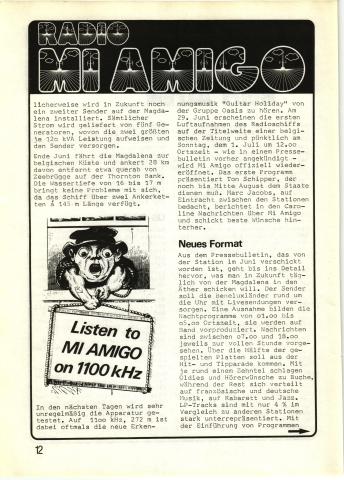 RADIO
MI AMIGO
licherweise wird in Zukunft noch
ein zweiter Sender auf der Magda-
lena installiert. Sämtlicher
Strom wird geliefert von fünf Ge-
neratoren, wovon die zwei größten
je 120 kVA Leistung aufweisen und
den Sender versorgen.
Ende Juni fährt die Magdalena zur
belgischen Küste und ankert 20 km
davon entfernt etwa querab von
Zeebrügge auf der Thornton Bank.
Die Wassertiefe von 16 bis 17 m
bringt keine Probleme mit sich,
da das Schiff über zwei Ankerket-
ten á 145 m Länge verfügt.
Listen to
MI AMIGO
on 1100 kHz
In den nächsten Tagen wird sehr
unregelmäßig die Apparatur ge-
testet. Auf 1100 kHz, 272 m ist
dabei oftmals die neue Erken-
nungsmusik "Guitar Holiday" von
der Gruppe Oasis zu hören. Am
29. Juni erscheinen die ersten
Luftaufnahmen des Radioschiffs
auf der Titelweite einer belgi-
schen Zeitung und pünktlich am
Sonntag, dem 1. Juli um 12.00
Ortszeit - wie in einem Presse-
bulletin vorher angekündigt -
wird Mi Amigo offiziell wieder-
eröffnet. Das erste Programm
präsentiert Ton Schipper, der
noch bis Mitte August dem Staate
dienen muß. Marc Jacobs, auf
Eintracht zwischen den Stationen
bedacht, berichtet in den Caro-
line Nachrichten über Mi Amigo
und schickt beste Wünsche hin-
terher.
Neues Format
Aus dem Pressebulletin, das von
der Station im Juni verschickt
worden ist, geht bis ins Detail
hervor, was man in Zukunft täg-
lich von der Magdalena in den
Äther schicken will. Der Sender
soll die Beneluxländer rund um
die Uhr mit Livesendungen ver-
sorgen. Eine Ausnahme bilden die
Nachtprogramme von 01.00 bis
06.00 Ortszeit, sie werden auf
Band vorproduziert. Nachrichten
sind zwischen 07.00 und 18.00
jeweils zur vollen Stunde vorge-
sehen. Über die Hälfte der ge-
spielten Platten soll aus der
Hit- und Tipparade kommen. Mit
je rund einem Zehntel schlagen
Oldies und Hörerwünsche zu Buche,
während der Rest sich verteilt
auf französische und deutsche
Musik, auf Kabarett und Jazz.
LP-Tracks sind mit nur 4 % im
Vergleich zu anderen Stationen
stark unterrepräsentiert. Mit
der Einführung von Programmen
12